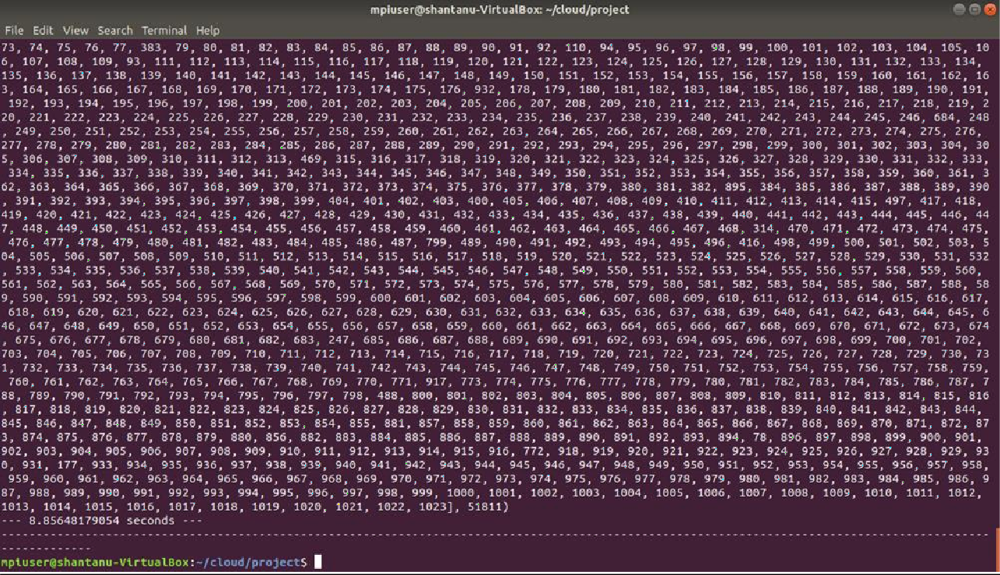 mpiuser@shantanu-VirtualBox: ~/cloud/project
File Edit View Search Terminal Help
73, 74, 75, 76, 77, 383, 79, 80, 81, 82, 83, 84, 85, 86, 87, 88, 89, 90, 91, 92, 110, 94, 95, 96, 97, 98, 99, 100, 101, 102, 103, 104, 105, 10
6, 107, 108, 109, 93, 111, 112, 113, 114, 115, 116, 117, 118, 119, 120, 121, 122, 123, 124, 125, 126, 127, 128, 129, 130, 131, 132, 133, 134,
135, 136, 137, 138, 139, 140, 141, 142, 143, 144, 145, 146, 147, 148, 149, 150, 151, 152, 153, 154, 155, 156, 157, 158, 159, 160, 161, 162, 16
3, 164, 165, 166, 167, 168, 169, 170, 171, 172, 173, 174, 175, 176, 932, 178, 179, 180, 181, 182, 183, 184, 185, 186, 187, 188, 189, 190, 191,
192, 193, 194, 195, 196, 197, 198, 199, 200, 201, 202, 203, 204, 205, 206, 207, 208, 209, 210, 211, 212, 213, 214, 215, 216, 217, 218, 219, 2
20, 221, 222, 223, 224, 225, 226, 227, 228, 229, 230, 231, 232, 233, 234, 235, 236, 237, 238, 239, 240, 241, 242, 243, 244, 245, 246, 684, 248
, 249, 250, 251, 252, 253, 254, 255, 256, 257, 258, 259, 260, 261, 262, 263, 264, 265, 266, 267, 268, 269, 270, 271, 272, 273, 274, 275, 276,
277, 278, 279, 280, 281, 282, 283, 284, 285, 286, 287, 288, 289, 290, 291, 292, 293, 294, 295, 296, 297, 298, 299, 300, 301, 302, 303, 304, 30
5, 306, 307, 308, 309, 310, 311, 312, 313, 469, 315, 316, 317, 318, 319, 320, 321, 322, 323, 324, 325, 326, 327, 328, 329, 330, 331, 332, 333,
334, 335, 336, 337, 338, 339, 340, 341, 342, 343, 344, 345, 346, 347, 348, 349, 350, 351, 352, 353, 354, 355, 356, 357, 358, 359, 360, 361, 3
62, 363, 364, 365, 366, 367, 368, 369, 370, 371, 372, 373, 374, 375, 376, 377, 378, 379, 380, 381, 382, 895, 384, 385, 386, 387, 388, 389, 390
, 391, 392, 393, 394, 395, 396, 397, 398, 399, 404, 401, 402, 403, 400, 405, 406, 407, 408, 409, 410, 411, 412, 413, 414, 415, 497, 417, 418,
419, 420, 421, 422, 423, 424, 425, 426, 427, 428, 429, 430, 431, 432, 433, 434, 435, 436, 437, 438, 439, 440, 441, 442, 443, 444, 445, 446, 44
7, 448, 449, 450, 451, 452, 453, 454, 455, 456, 457, 458, 459, 460, 461, 462, 463, 464, 465, 466, 467, 468, 314, 470, 471, 472, 473, 474, 475,
476, 477, 478, 479, 480, 481, 482, 483, 484, 485, 486, 487, 799, 489, 490, 491, 492, 493, 494, 495, 496, 416, 498, 499, 500, 501, 502, 503, 5
04, 505, 506, 507, 508, 509, 510, 511, 512, 513, 514, 515, 516, 517, 518, 519, 520, 521, 522, 523, 524, 525, 526, 527, 528, 529, 530, 531, 532
, 533, 534, 535, 536, 537, 538, 539, 540, 541, 542, 543, 544, 545, 546, 547, 548, 549, 550, 551, 552, 553, 554, 555, 556, 557, 558, 559, 560,
561, 562, 563, 564, 565, 566, 567, 568, 569, 570, 571, 572, 573, 574, 575, 576, 577, 578, 579, 580, 581, 582, 583, 584, 585, 586, 587, 588, 58
9, 590, 591, 592, 593, 594, 595, 596, 597, 598, 599, 600, 601, 602, 603, 604, 605, 606, 607, 608, 609, 610, 611, 612, 613, 614, 615, 616, 617,
618, 619, 620, 621, 622, 623, 624, 625, 626, 627, 628, 629, 630, 631, 632, 633, 634, 635, 636, 637, 638, 639, 640, 641, 642, 643, 644, 645, 6
46, 647, 648, 649, 650, 651, 652, 653, 654, 655, 656, 657, 658, 659, 660, 661, 662, 663, 664, 665, 666, 667, 668, 669, 670, 671, 672, 673, 674
, 675, 676, 677, 678, 679, 680, 681, 682, 683, 247, 685, 686, 687, 688, 689, 690, 691, 692, 693, 694, 695, 696, 697, 698, 699, 700, 701, 702,
703, 704, 705, 706, 707, 708, 709, 710, 711, 712, 713, 714, 715, 716, 717, 718, 719, 720, 721, 722, 723, 724, 725, 726, 727, 728, 729, 730, 73
1, 732, 733, 734, 735, 736, 737, 738, 739, 740, 741, 742, 743, 744, 745, 746, 747, 748, 749, 750, 751, 752, 753, 754, 755, 756, 757, 758, 759,
760, 761, 762, 763, 764, 765, 766, 767, 768, 769, 770, 771, 917, 773, 774, 775, 776, 777, 778, 779, 780, 781, 782, 783, 784, 785, 786, 787, 7
88, 789, 790, 791, 792, 793, 794, 795, 796, 797, 798, 488, 800, 801, 802, 803, 804, 805, 806, 807, 808, 809, 810, 811, 812, 813, 814, 815, 816
, 817, 818, 819, 820, 821, 822, 823, 824, 825, 826, 827, 828, 829, 830, 831, 832, 833, 834, 835, 836, 837, 838, 839, 840, 841, 842, 843, 844,
845, 846, 847, 848, 849, 850, 851, 852, 853, 854, 855, 881, 857, 858, 859, 860, 861, 862, 863, 864, 865, 866, 867, 868, 869, 870, 871, 872, 87
3, 874, 875, 876, 877, 878, 879, 880, 856, 882, 883, 884, 885, 886, 887, 888, 889, 890, 891, 892, 893, 894, 78, 896, 897, 898, 899, 900, 901,
902, 903, 904, 905, 906, 907, 908, 909, 910, 911, 912, 913, 914, 915, 916, 772, 918, 919, 920, 921, 922, 923, 924, 925, 926, 927, 928, 929, 93
0, 931, 177, 933, 934, 935, 936, 937, 938, 939, 940, 941, 942, 943, 944, 945, 946, 947, 948, 949, 950, 951, 952, 953, 954, 955, 956, 957, 958,
959, 960, 961, 962, 963, 964, 965, 966, 967, 968, 969, 970, 971, 972, 973, 974, 975, 976, 977, 978, 979, 980, 981, 982, 983, 984, 985, 986, 9
87, 988, 989, 990, 991, 992, 993, 994, 995, 996, 997, 998, 999, 1000, 1001, 1002, 1003, 1004, 1005, 1006, 1007, 1008, 1009, 1010, 1011, 1012,
1013, 1014, 1015, 1016, 1017, 1018, 1019, 1020, 1021, 1022, 1023], 51811)
--- 8.85648179054 seconds ---
----------------------------------------------------------------------------------------------------------------------------------------------
-------------
mpiuser@shantanu-VirtualBox:~/cloud/project$